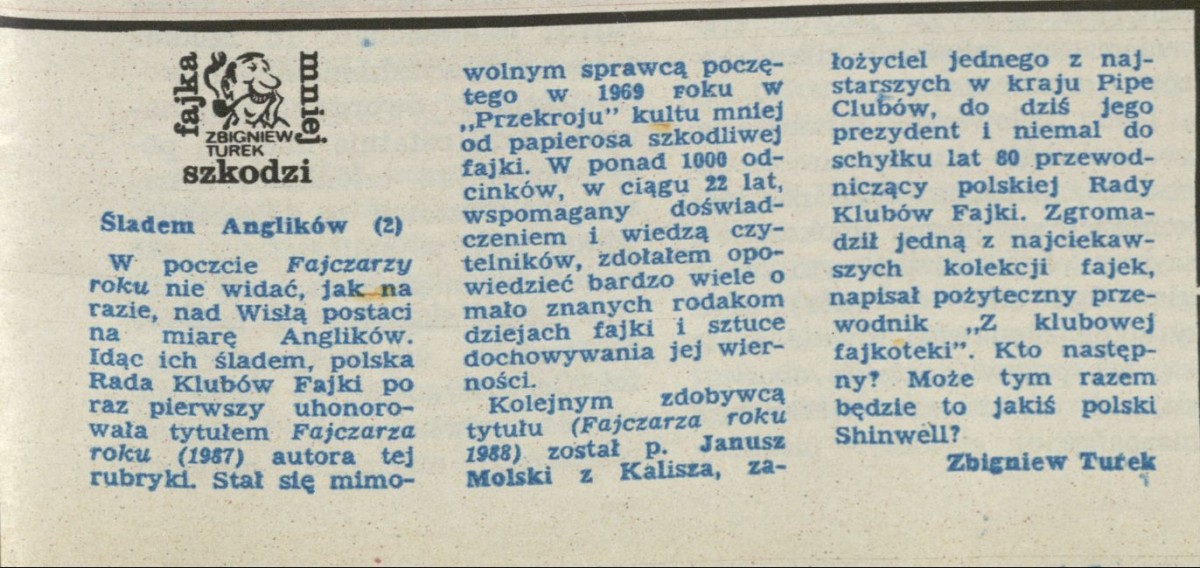 fajka
mniej
ZBIGNIEW
TUREK
szkodzi
Śladem Anglików (2)
W poczcie Fajczarzy
roku nie widać, jak na
razie, nad Wisłą postaci
na miarę Anglików.
Idąc ich śladem, polska
Rada Klubów Fajki po
raz pierwszy uhonoro-
wała tytułem Fajczarza
roku (1987) autora tej
rubryki. Stał się mimo-
wolnym sprawcą poczę-
tego w 1969 roku w
„Przekroju” kultu mniej
od papierosa szkodliwej
fajki. W ponad 1000 od-
cinków, w ciągu 22 lat,
wspomagany doświad-
czeniem i wiedzą czy-
telników, zdołałem opo-
wiedzieć bardzo wiele o
mało znanych rodakom
dziejach fajki i sztuce
dochowywania jej wier-
ności.
Kolejnym zdobywcą
tytułu (Fajczarza roku
1988) został p. Janusz
Molski z Kalisza, za-
łożyciel jednego z naj-
starszych w kraju Pipe
Clubów, do dziś jego
prezydent i niemal do
schyłku lat 80 przewod-
niczący polskiej Rady
Klubów Fajki. Zgroma-
dził jedną z najciekaw-
szych kolekcji fajek,
napisał pożyteczny prze-
wodnik „Z klubowej
fajkoteki”. Kto następ-
ny? Może tym razem
będzie to jakiś polski
Shinwell?
Zbigniew Turek